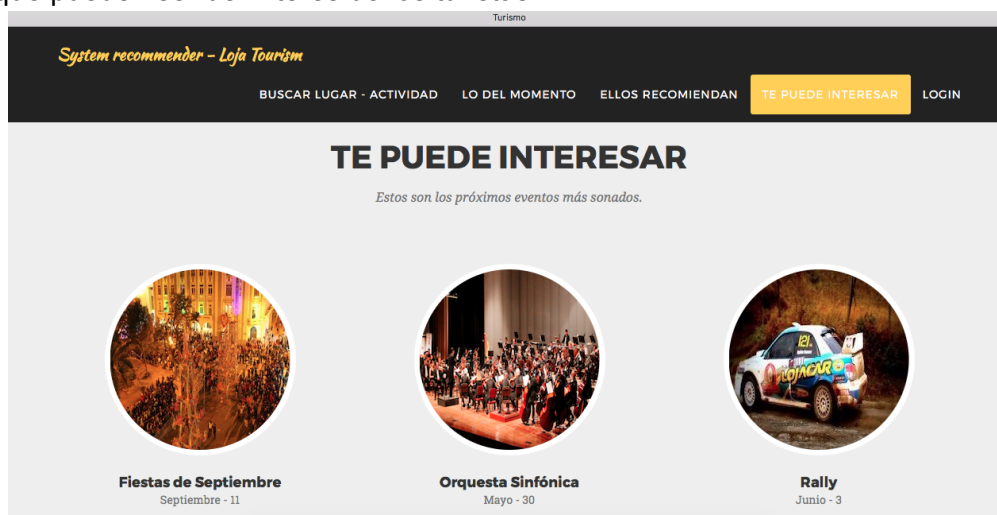 Turismo
System recommender - Loja Tourism
BUSCAR LUGAR - ACTIVIDAD LO DEL MOMENTO ELLOS RECOMIENDAN TE PUEDE INTERESAR LOGIN
TE PUEDE INTERESAR
Estos son los próximos eventos más sonados.
121
LOJACAR
Fiestas de Septiembre Orquesta Sinfónica Rally
Septiembre - 11 Mayo - 30 Junio - 3